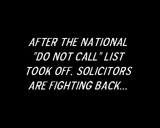 AFTER THE NATIONAL
"DO NOT CALL" LIST
TOOK OFF, SOLICITORS
ARE FIGHTING BACK...